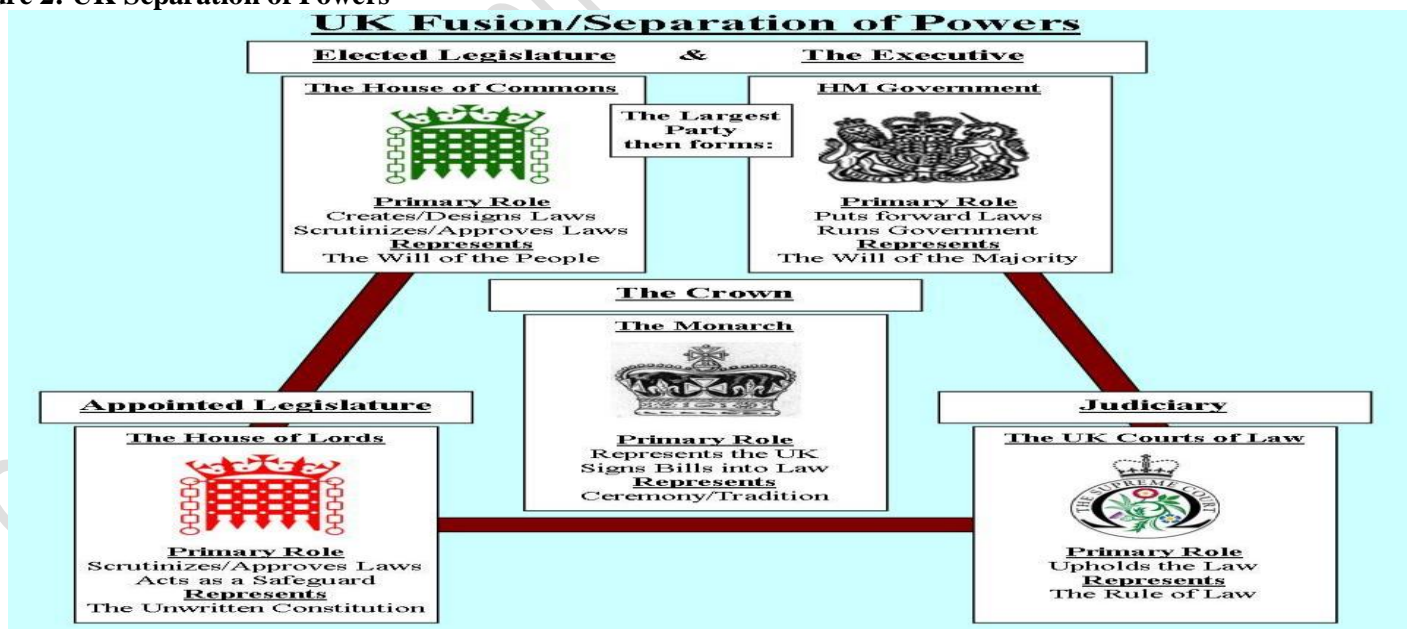 UK Separation of Powers
UK Fusion/Separation of Powers
Elected Legislature & The Executive
The House of Commons
Primary Role
Creates/Designs Laws
Scrutinizes/Approves Laws
Represents
The Will of the People
The Largest
Party
then forms:
HM Government
Primary Role
Puts forward Laws
Runs Government
Represents
The Will of the Majority
The Crown
The Monarch
Primary Role
Represents the UK
Signs Bills into Law
Represents
Ceremony/Tradition
Appointed Legislature
The House of Lords
Primary Role
Scrutinizes/Approves Laws
Acts as a Safeguard
Represents
The Unwritten Constitution
Judiciary
The UK Courts of Law
THE SUPREME COURT
Primary Role
Upholds the Law
Represents
The Rule of Law